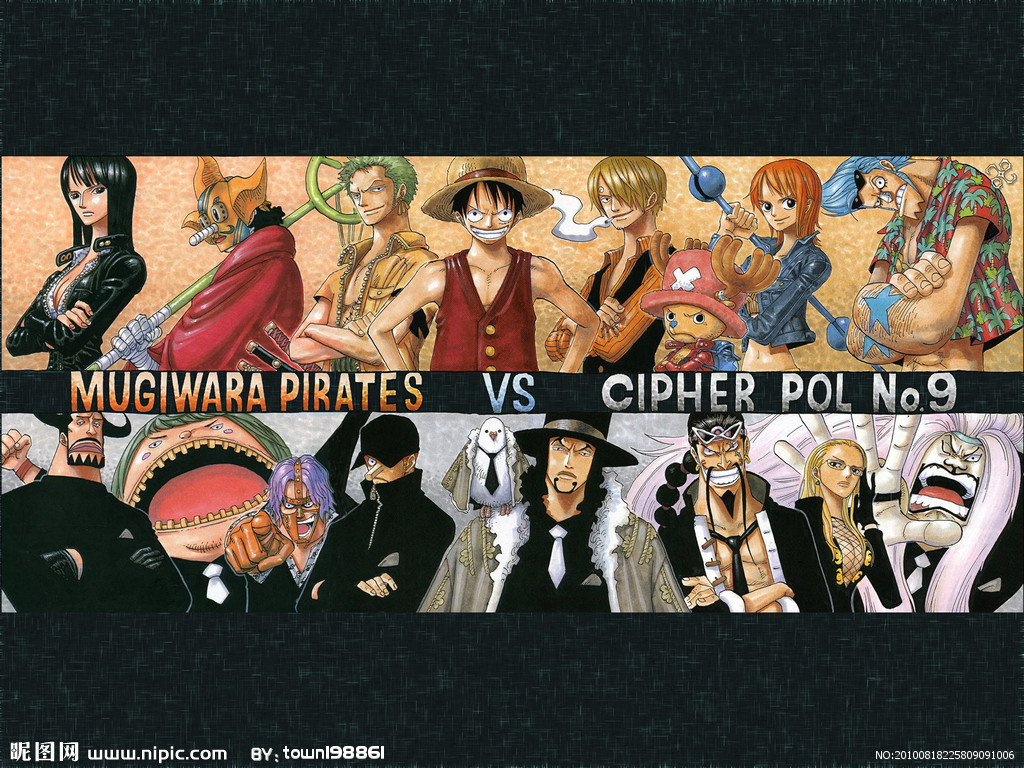 MUGIWARA PIRATES VS CIPHER POL No.9
昵图网 www.nipic.com BY: town198861
NO:20100818225809091006